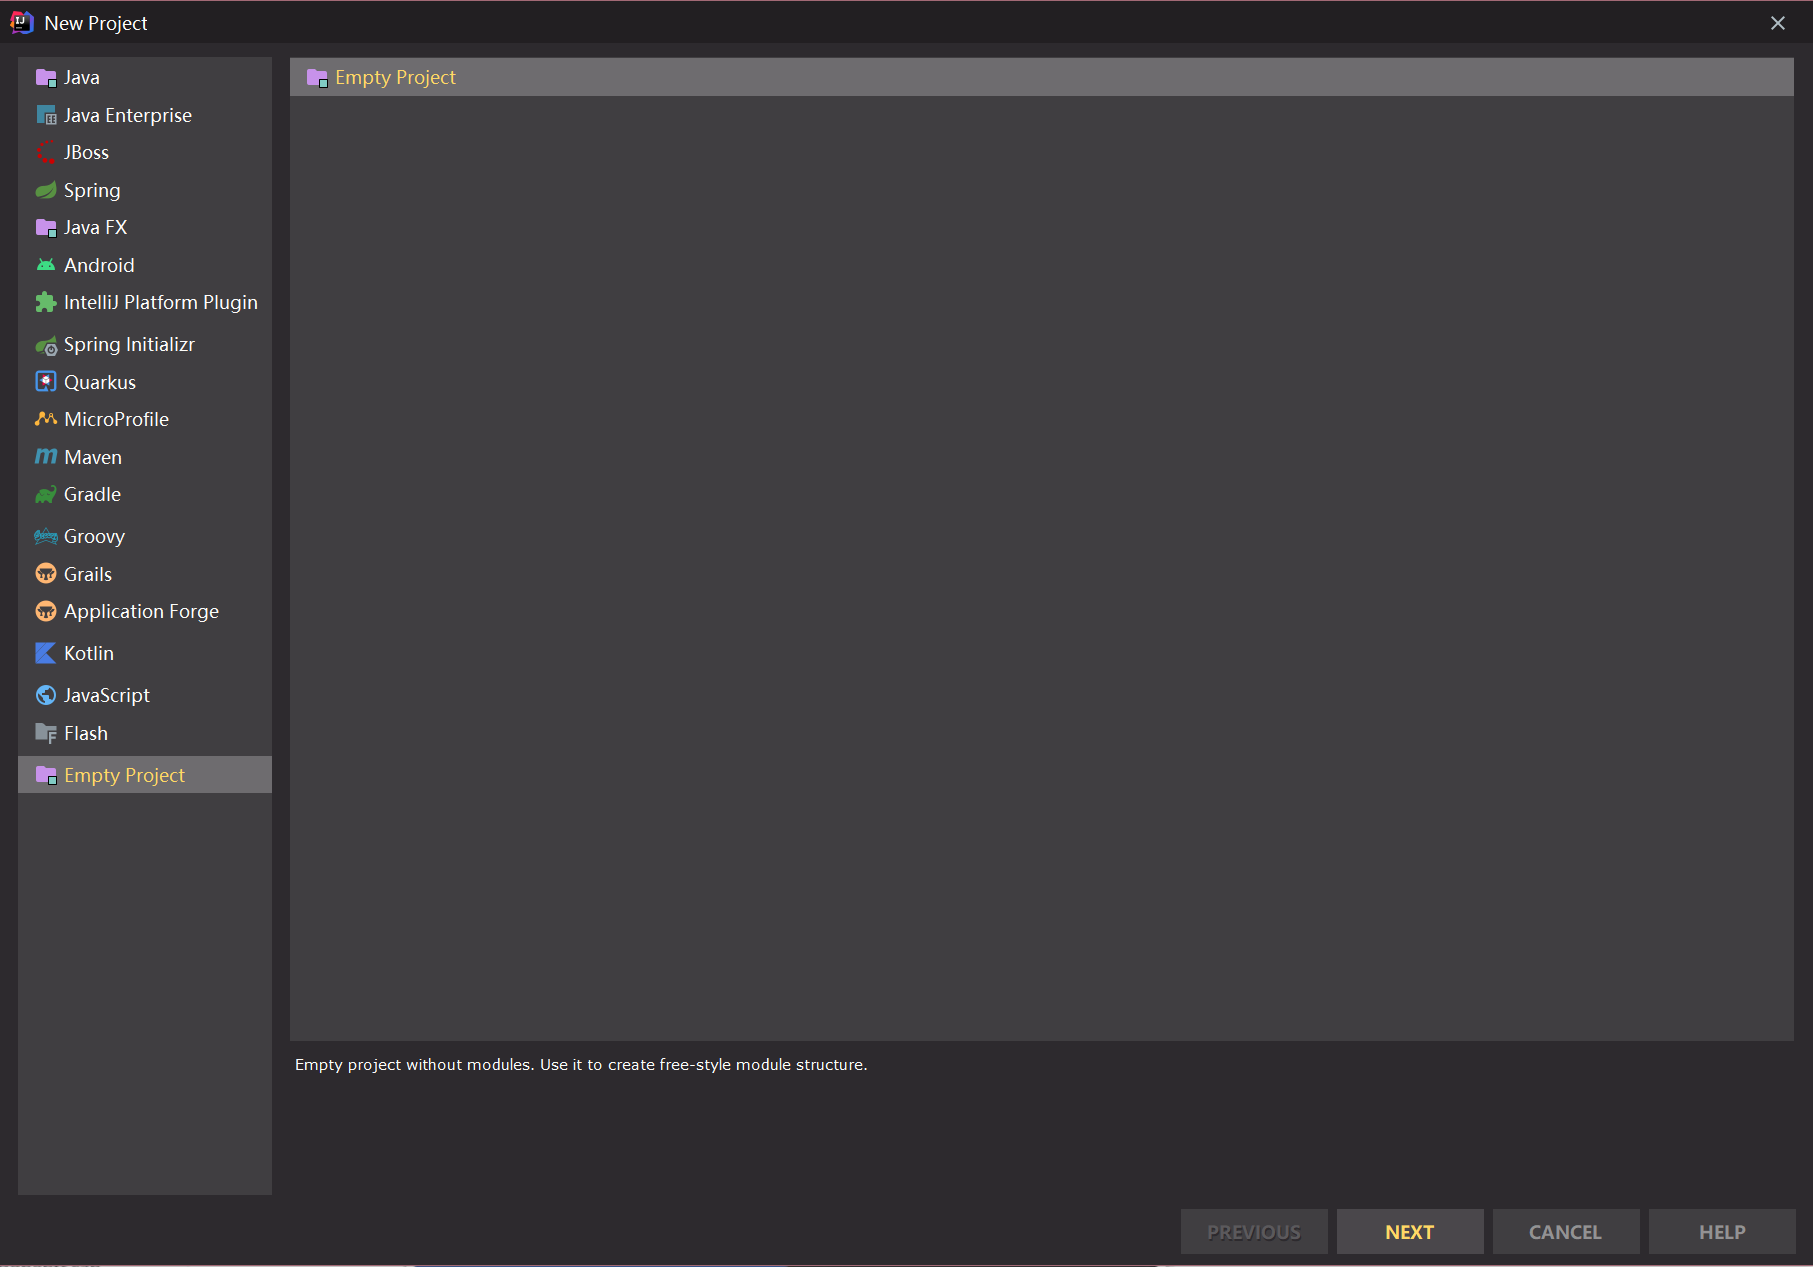 New Project
Java
Java Enterprise
JBoss
Spring
Java FX
Android
IntelliJ Platform Plugin
Spring Initializr
Quarkus
MicroProfile
Maven
Gradle
Groovy
Grails
Application Forge
Kotlin
JavaScript
Flash
Empty Project
Empty Project
Empty project without modules. Use it to create free-style module structure.
PREVIOUS
NEXT
CANCEL
HELP